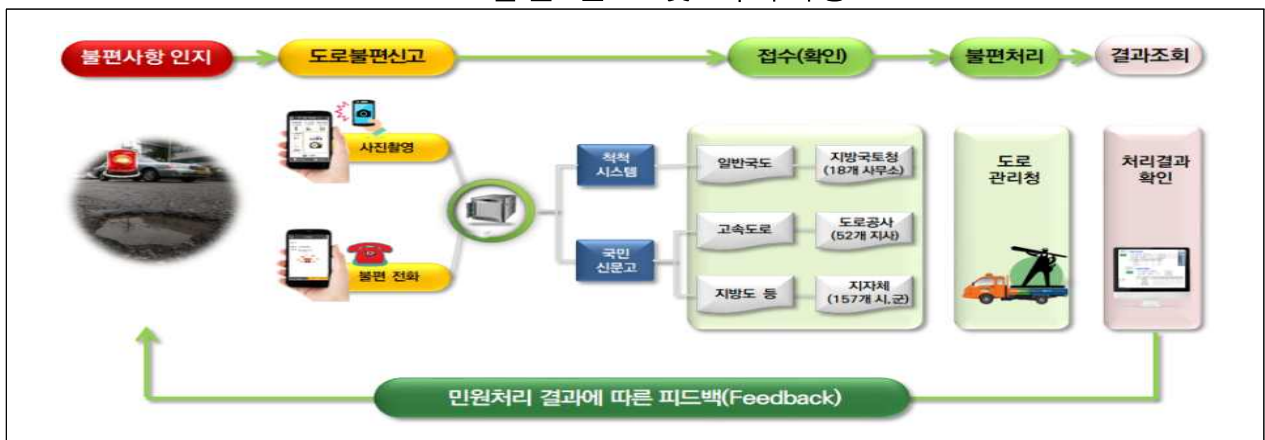 불편사항 인지
도로불편신고
접수(확인)
불편처리
결과조회
사진촬영
불편 전화
척척
시스템
국민
신문고
일반국도
지방국토청
(18개 사무소)
고속도로
도로공사
(52개 지사)
지방도 등
지자체
(157개 시,군)
도로
관리청
처리결과
확인
민원처리 결과에 따른 피드백(Feedback)